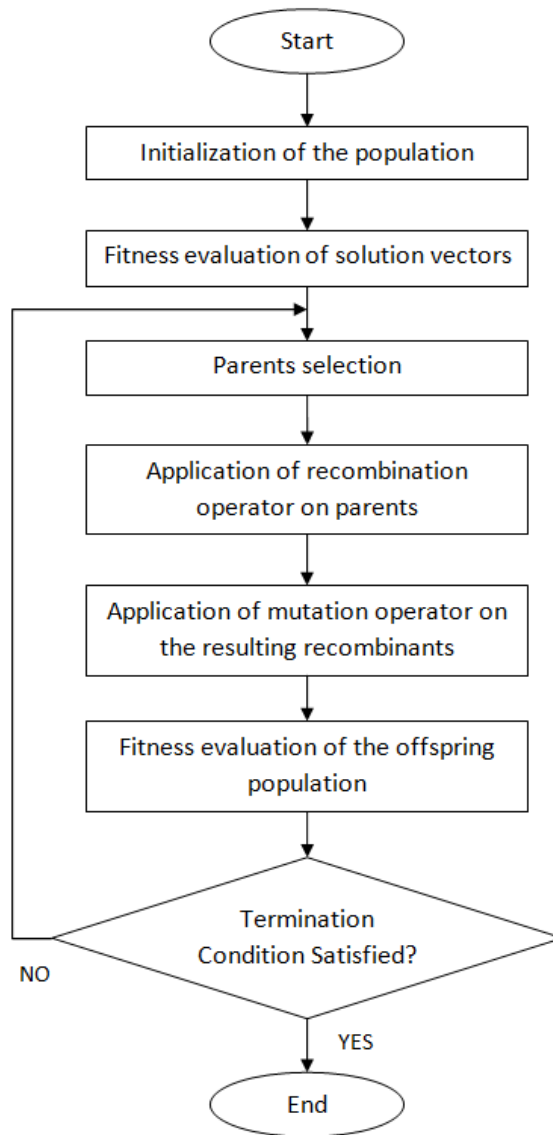 Start
Initialization of the population
Fitness evaluation of solution vectors
Parents selection
Application of recombination
operator on parents
Application of mutation operator on
the resulting recombinants
Fitness evaluation of the offspring
population
Termination
Condition Satisfied?
NO
YES
End